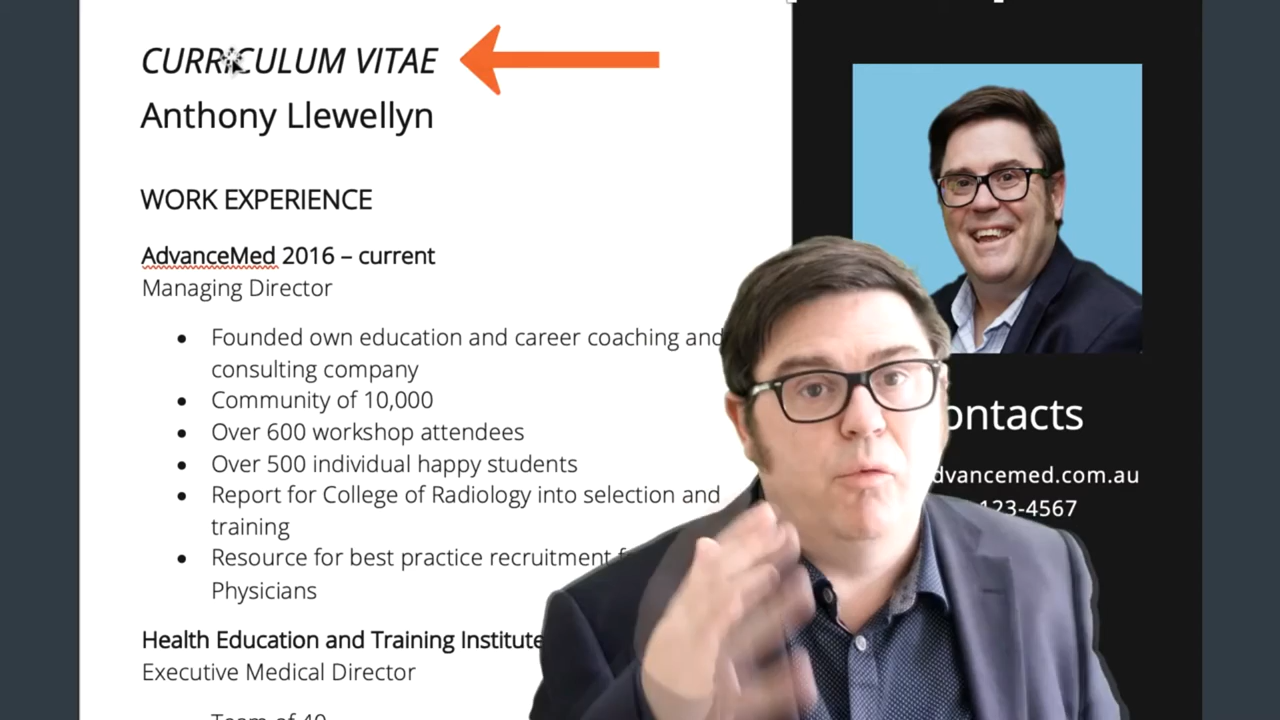 CURRICULUM VITAE
Anthony Llewellyn
WORK EXPERIENCE
AdvanceMed 2016 – current
Managing Director
• Founded own education and career coaching and
consulting company
• Community of 10,000
• Over 600 workshop attendees
• Over 500 individual happy students
• Report for College of Radiology into selection and
training
• Resource for best practice recruitment
Physicians
Health Education and Training Institute
Executive Medical Director
Team of 40
ontacts
dvancemed.com.au
123-4567